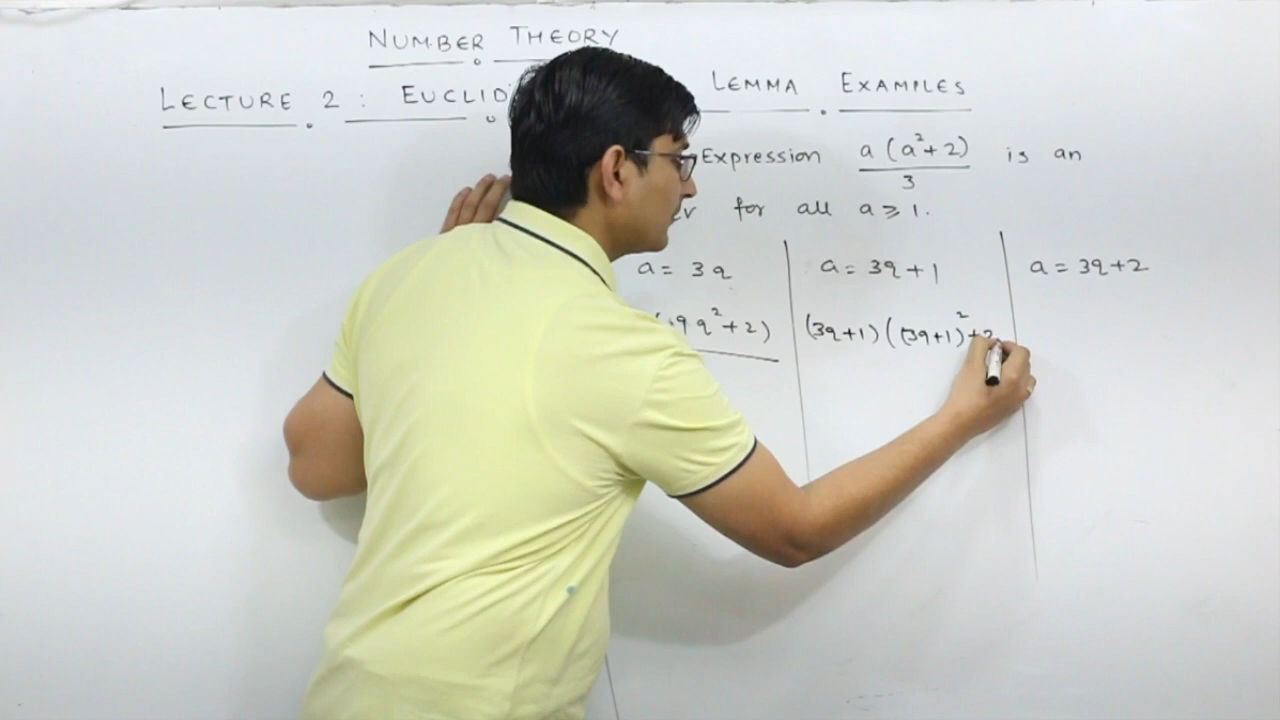 NUMBER THEORY
LECTURE 2 : EUCLID LEMMA EXAMPLES
Expression a(a²+2)/3 is an
for all a ⩾ 1.
a = 3q a = 3q+1 a = 3q+2
9q²+2) (3q+1)((3q+1)²+2